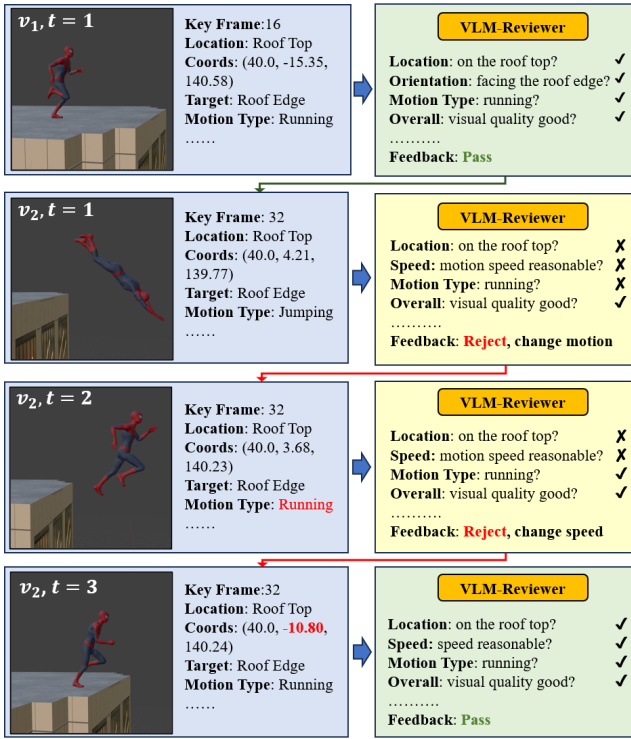 v₁, t = 1
Key Frame:16
Location: Roof Top
Coords: (40.0, -15.35,
140.58)
Target: Roof Edge
Motion Type: Running
……
VLM-Reviewer
Location: on the roof top? ✓
Orientation: facing the roof edge? ✓
Motion Type: running? ✓
Overall: visual quality good? ✓
……….
Feedback: Pass
v₂, t = 1
Key Frame: 32
Location: Roof Top
Coords: (40.0, 4.21,
139.77)
Target: Roof Edge
Motion Type: Jumping
……
VLM-Reviewer
Location: on the roof top? ✗
Speed: motion speed reasonable? ✗
Motion Type: running? ✗
Overall: visual quality good? ✓
……….
Feedback: Reject, change motion
v₂, t = 2
Key Frame: 32
Location: Roof Top
Coords: (40.0, 3.68,
140.23)
Target: Roof Edge
Motion Type: Running
……
VLM-Reviewer
Location: on the roof top? ✗
Speed: motion speed reasonable? ✗
Motion Type: running? ✓
Overall: visual quality good? ✓
……….
Feedback: Reject, change speed
v₂, t = 3
Key Frame:32
Location: Roof Top
Coords: (40.0, -10.80,
140.24)
Target: Roof Edge
Motion Type: Running
……
VLM-Reviewer
Location: on the roof top? ✓
Speed: speed reasonable? ✓
Motion Type: running? ✓
Overall: visual quality good? ✓
……….
Feedback: Pass